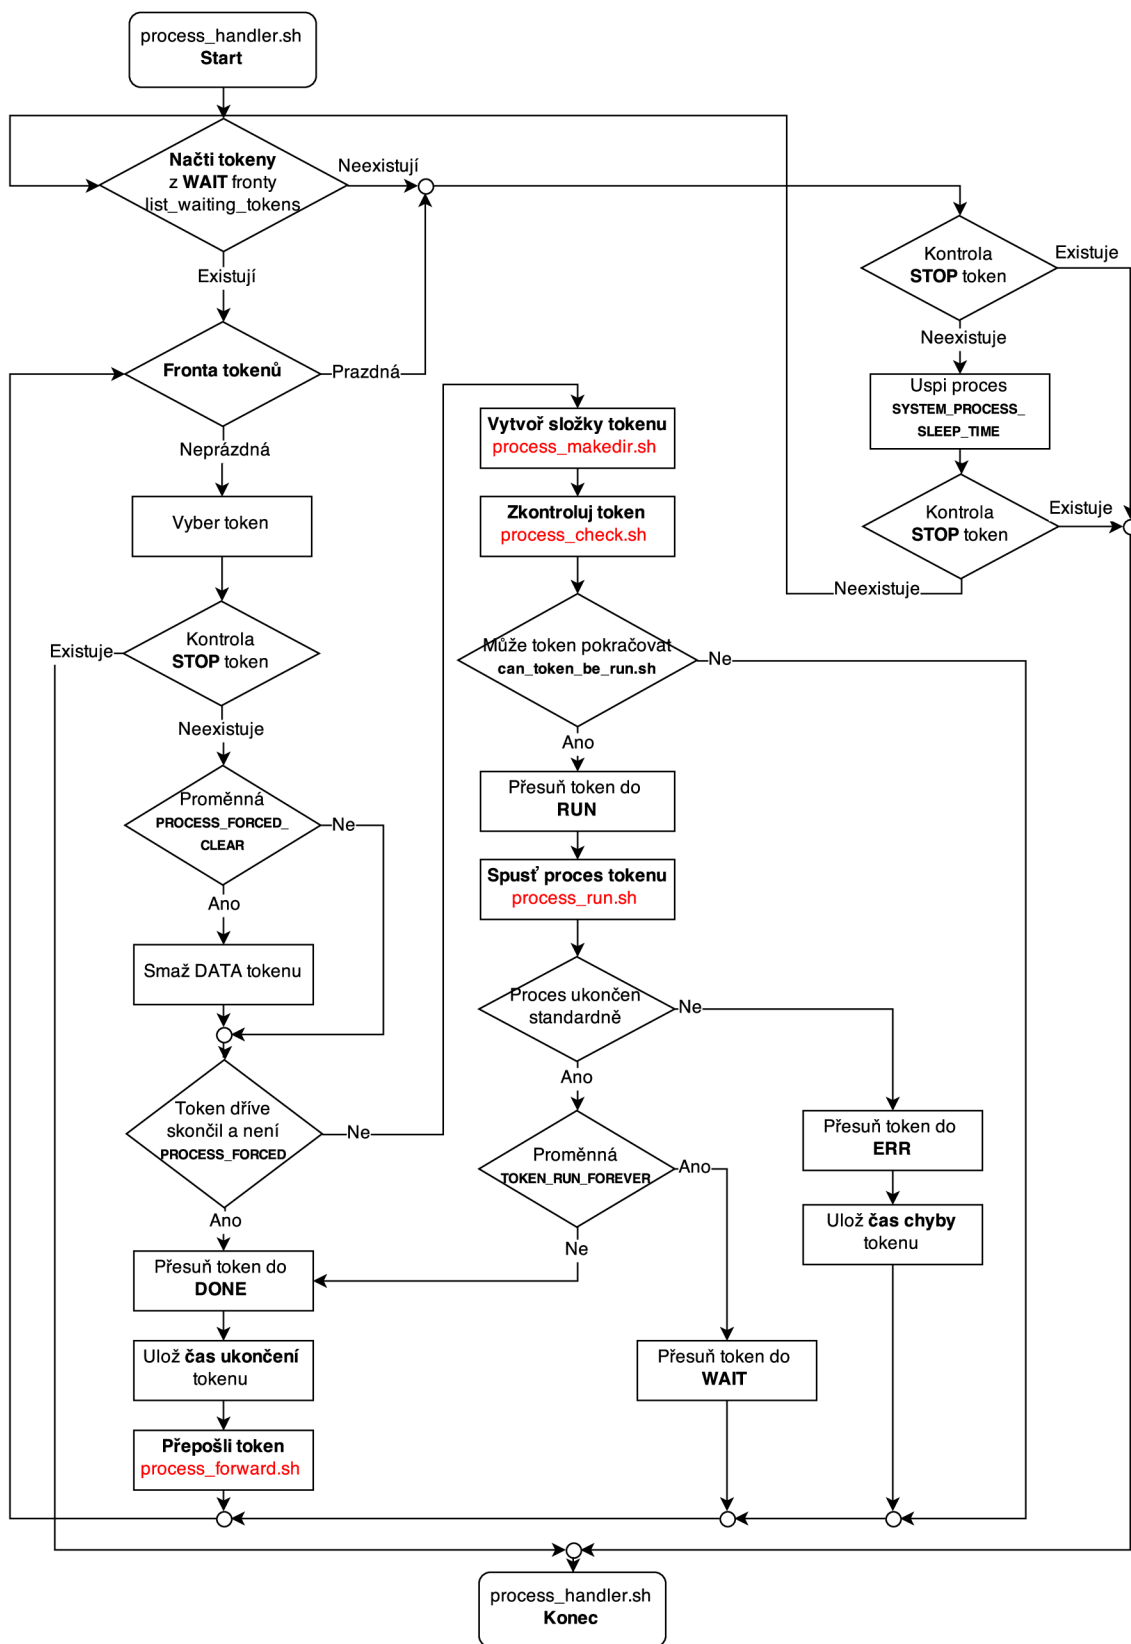 process_handler.sh
Start
Načti tokeny
z WAIT fronty
list_waiting_tokens
Neexistují
Existují
Fronta tokenů
Prazdná
Neprázdná
Vyber token
Kontrola
STOP token
Existuje
Neexistuje
Proměnná
PROCESS_FORCED_
CLEAR
Ne
Ano
Smaž DATA tokenu
Token dříve
skončil a není
PROCESS_FORCED
Ne
Ano
Přesuň token do
DONE
Ulož čas ukončení
tokenu
Přepošli token
process_forward.sh
Vytvoř složky tokenu
process_makedir.sh
Zkontroluj token
process_check.sh
Může token pokračovat
can_token_be_run.sh
Ne
Ano
Přesuň token do
RUN
Spusť proces tokenu
process_run.sh
Proces ukončen
standardně
Ne
Ano
Proměnná
TOKEN_RUN_FOREVER
Ano
Ne
Přesuň token do
WAIT
Přesuň token do
ERR
Ulož čas chyby
tokenu
Kontrola
STOP token
Existuje
Neexistuje
Uspi proces
SYSTEM_PROCESS_
SLEEP_TIME
Kontrola
STOP token
Existuje
Neexistuje
process_handler.sh
Konec